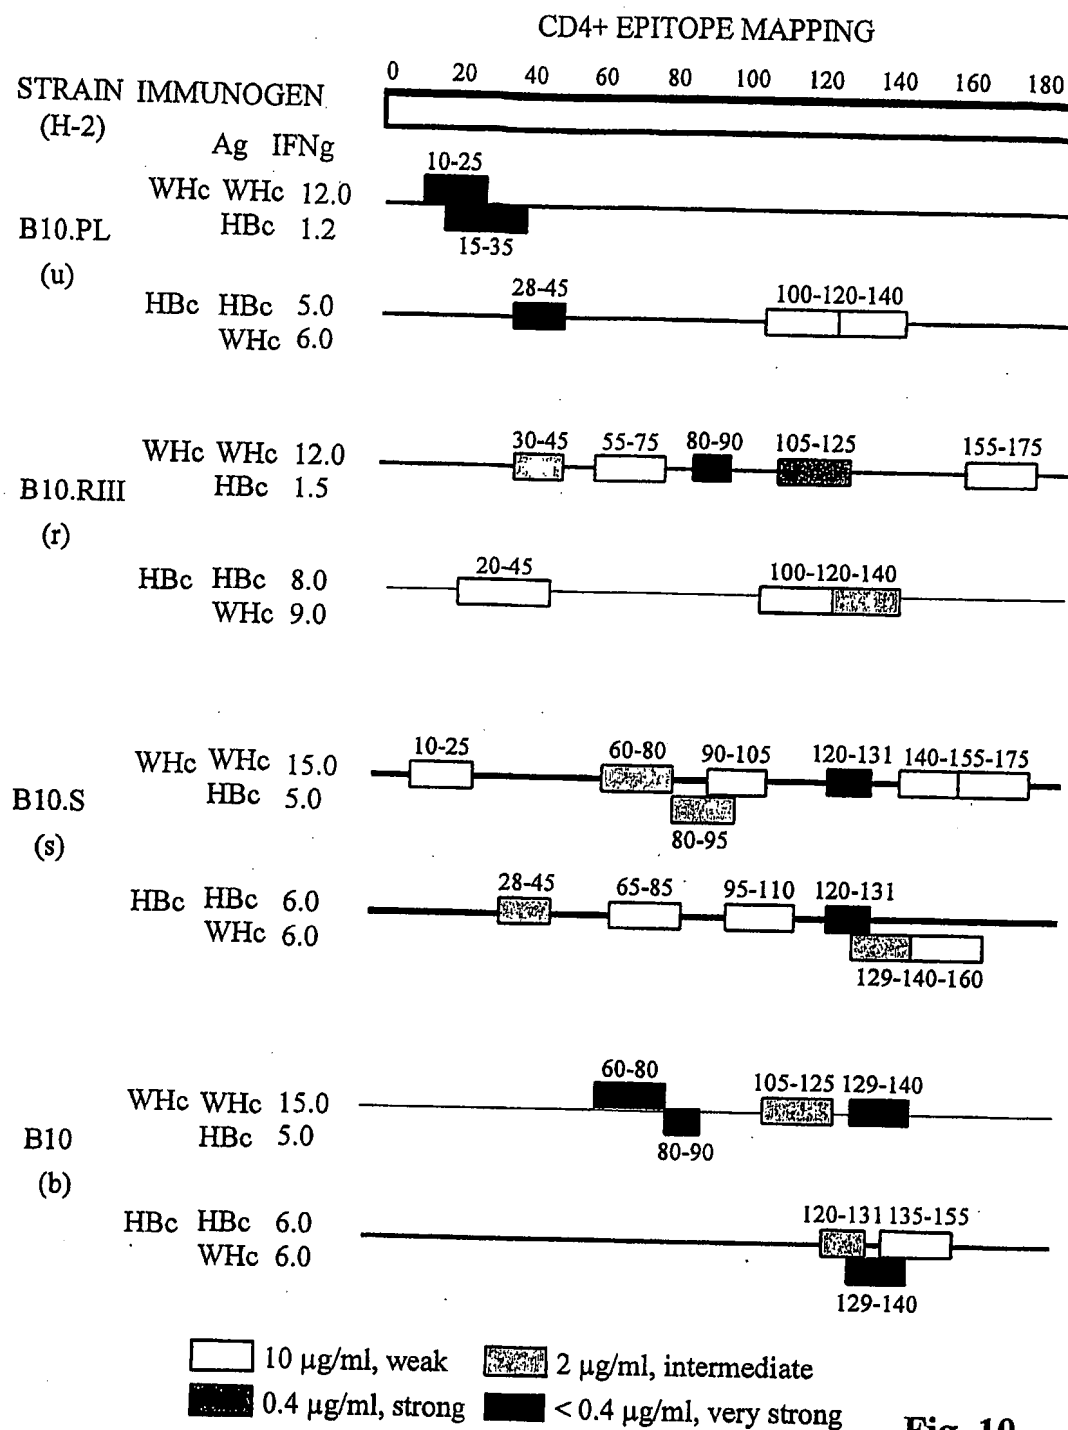 CD4+ EPITOPE MAPPING
0 20 40 60 80 100 120 140 160 180
STRAIN IMMUNOGEN
(H-2)
Ag IFNg
10-25
WHc WHc 12.0
HBc 1.2
B10.PL
15-35
(u)
28-45 100-120-140
HBc HBc 5.0
WHc 6.0
30-45 55-75 80-90 105-125 155-175
WHc WHc 12.0
HBc 1.5
B10.RIII
(r)
20-45 100-120-140
HBc HBc 8.0
WHc 9.0
10-25 60-80 90-105 120-131 140-155-175
WHc WHc 15.0
HBc 5.0
B10.S
80-95
(s)
28-45 65-85 95-110 120-131
HBc HBc 6.0
WHc 6.0
129-140-160
60-80 105-125 129-140
WHc WHc 15.0
HBc 5.0
B10
80-90
(b)
120-131 135-155
HBc HBc 6.0
WHc 6.0
129-140
10 µg/ml, weak 2 µg/ml, intermediate
0.4 µg/ml, strong < 0.4 µg/ml, very strong
Fig. 10